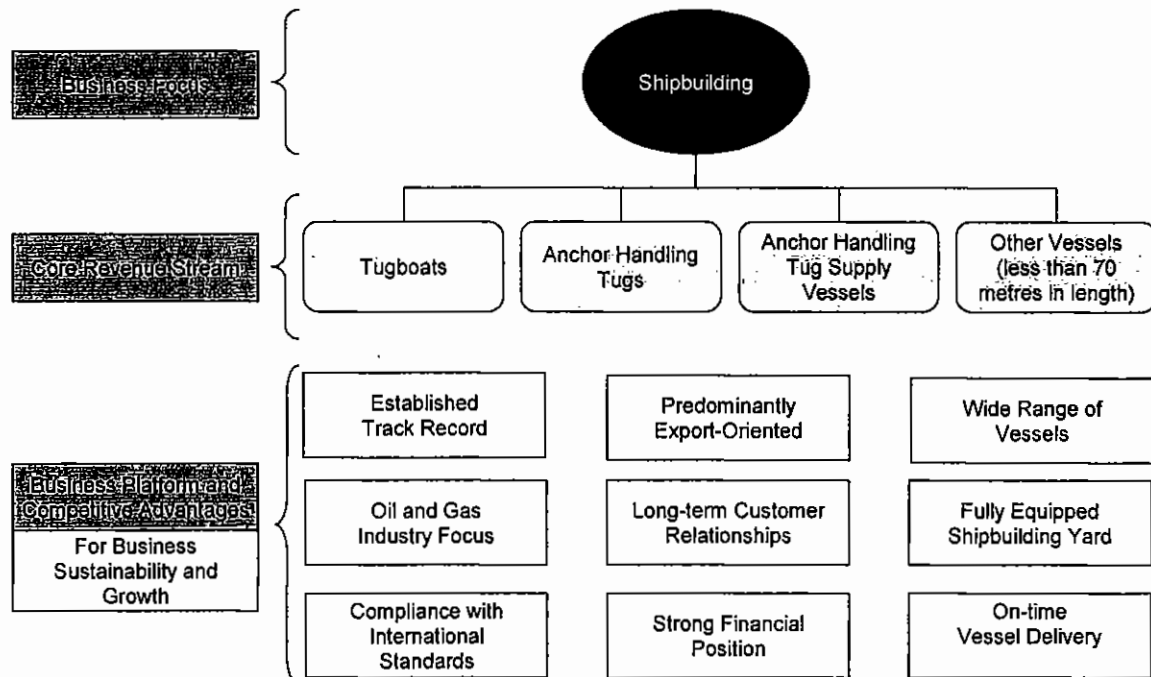 Business Focus
Shipbuilding
Core Revenue Stream
Tugboats
Anchor Handling
Tugs
Anchor Handling
Tug Supply
Vessels
Other Vessels
(less than 70
metres in length)
Business Platform and
Competitive Advantages
For Business
Sustainability and
Growth
Established
Track Record
Predominantly
Export-Oriented
Wide Range of
Vessels
Oil and Gas
Industry Focus
Long-term Customer
Relationships
Fully Equipped
Shipbuilding Yard
Compliance with
International
Standards
Strong Financial
Position
On-time
Vessel Delivery